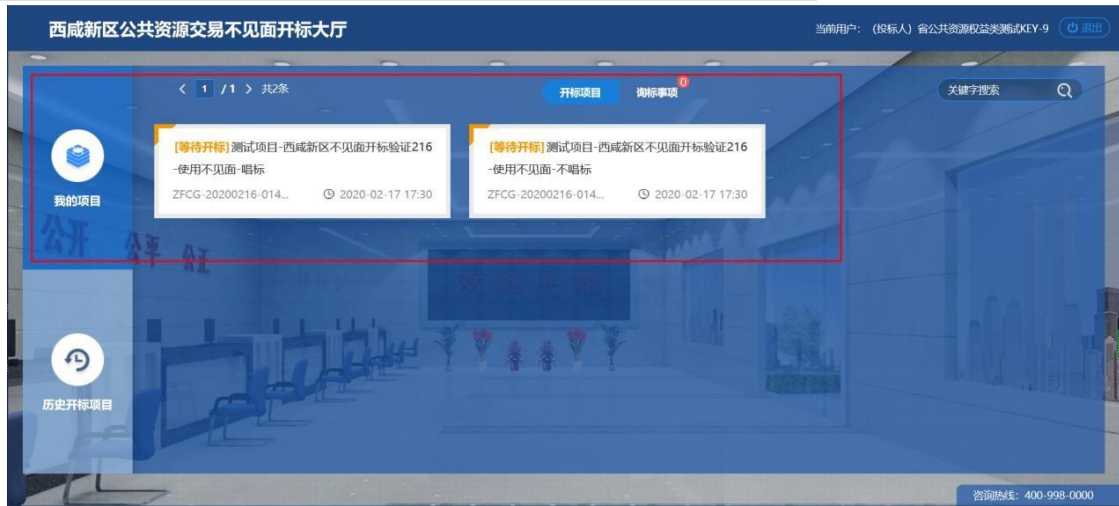 西咸新区公共资源交易不见面开标大厅
当前用户： (投标人) 省公共资源权益类测试KEY-9
退出
1 / 1 共2条
开标项目
询标事项
0
关键字搜索
我的项目
[等待开标] 测试项目-西咸新区不见面开标验证216
-使用不见面-唱标
ZFCG-20200216-014...
2020-02-17 17:30
[等待开标] 测试项目-西咸新区不见面开标验证216
-使用不见面-不唱标
ZFCG-20200216-014...
2020-02-17 17:30
公开 公平 公正
历史开标项目
咨询热线：400-998-0000